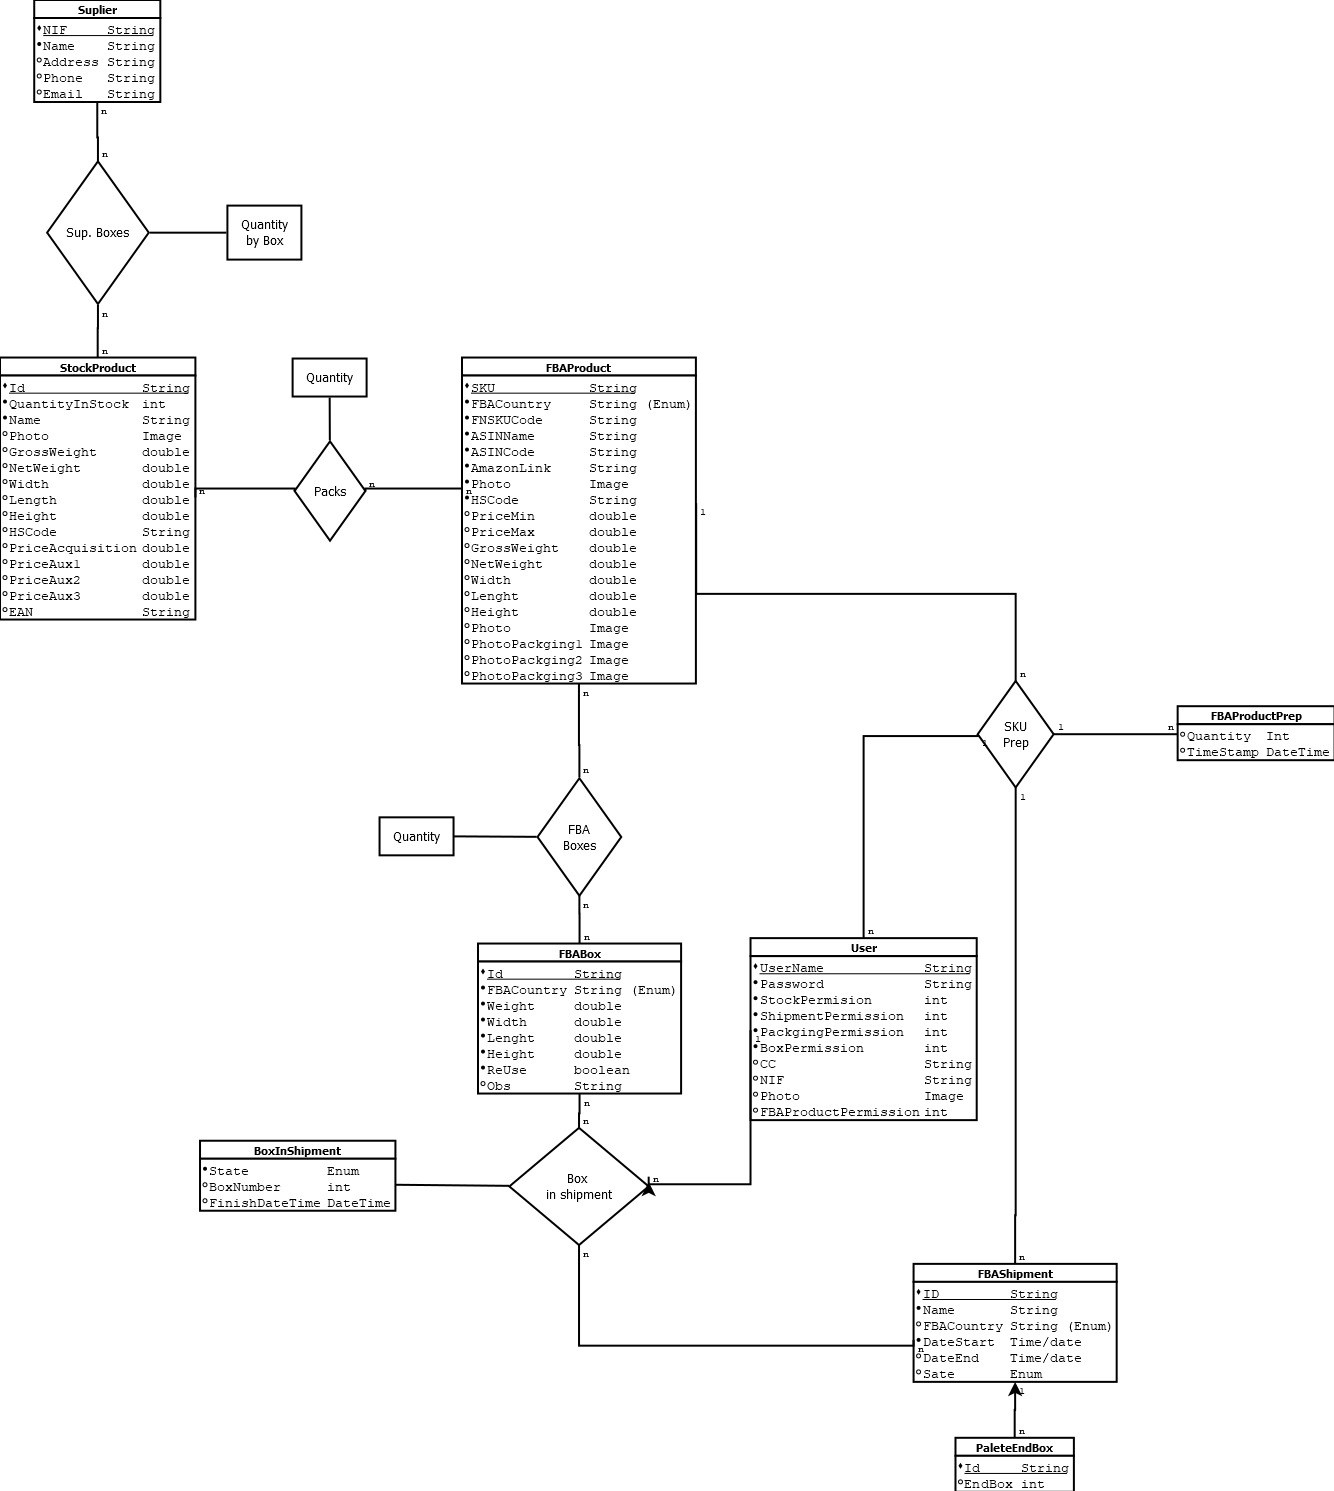 Suplier
NIF String
Name String
Address String
Phone String
Email String
n
n
Sup. Boxes
Quantity
by Box
n
n
StockProduct
Id String
QuantityInStock int
Name String
Photo Image
GrossWeight double
NetWeight double
Width double
Length double
Height double
HSCode String
PriceAcquisition double
PriceAux1 double
PriceAux2 double
PriceAux3 double
EAN String
n
Quantity
Packs
n
n
FBAProduct
SKU String
FBACountry String (Enum)
FNSKUCode String
ASINName String
ASINCode String
AmazonLink String
Photo Image
HSCode String
PriceMin double
PriceMax double
GrossWeight double
NetWeight double
Width double
Lenght double
Height double
Photo Image
PhotoPackging1 Image
PhotoPackging2 Image
PhotoPackging3 Image
1
n
n
SKU
Prep
1
1
n
1
FBAProductPrep
Quantity Int
TimeStamp DateTime
n
n
Quantity
FBA
Boxes
n
n
FBABox
Id String
FBACountry String (Enum)
Weight double
Width double
Lenght double
Height double
ReUse boolean
Obs String
n
n
n
User
UserName String
Password String
StockPermision int
ShipmentPermission int
PackgingPermission int
1
BoxPermission int
CC String
NIF String
Photo Image
FBAProductPermission int
BoxInShipment
State Enum
BoxNumber int
FinishDateTime DateTime
Box
in shipment
n
n
n
FBAShipment
ID String
Name String
FBACountry String (Enum)
DateStart Time/date
n
DateEnd Time/date
Sate Enum
1
n
PaleteEndBox
Id String
EndBox int